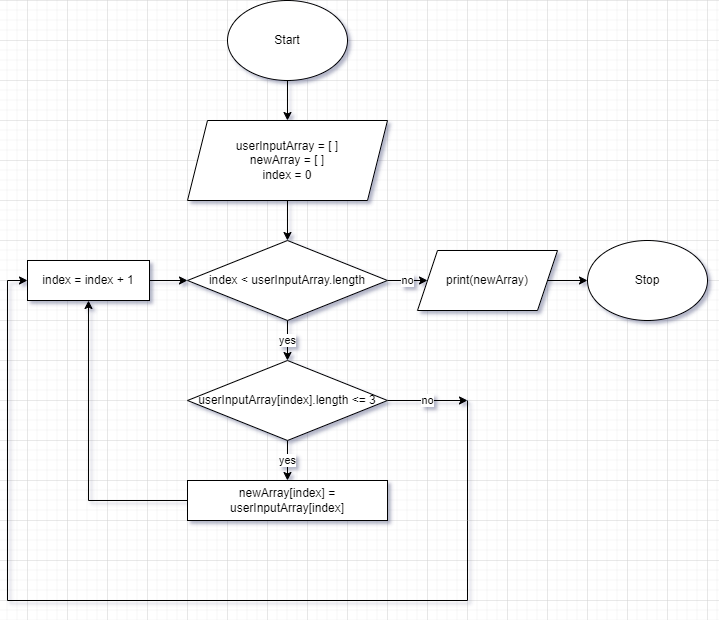 Start
userInputArray = [ ]
newArray = [ ]
index = 0
index = index + 1
index < userInputArray.length
no
print(newArray)
Stop
yes
userInputArray[index].length <= 3
no
yes
newArray[index] =
userInputArray[index]